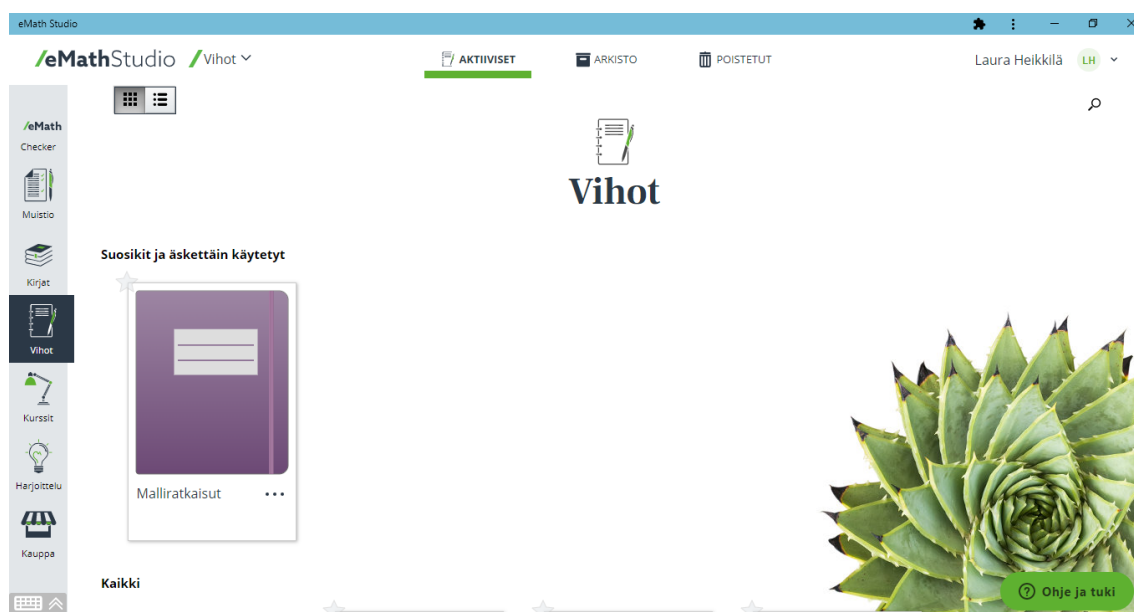 eMath Studio
/eMathStudio /Vihot
AKTIIVISET
ARKISTO
POISTETUT
Laura Heikkilä LH
/eMath
Checker
Muistio
Kirjat
Vihot
Kurssit
Harjoittelu
Kauppa
Vihot
Suosikit ja äskettäin käytetyt
Malliratkaisut
Kaikki
Ohje ja tuki